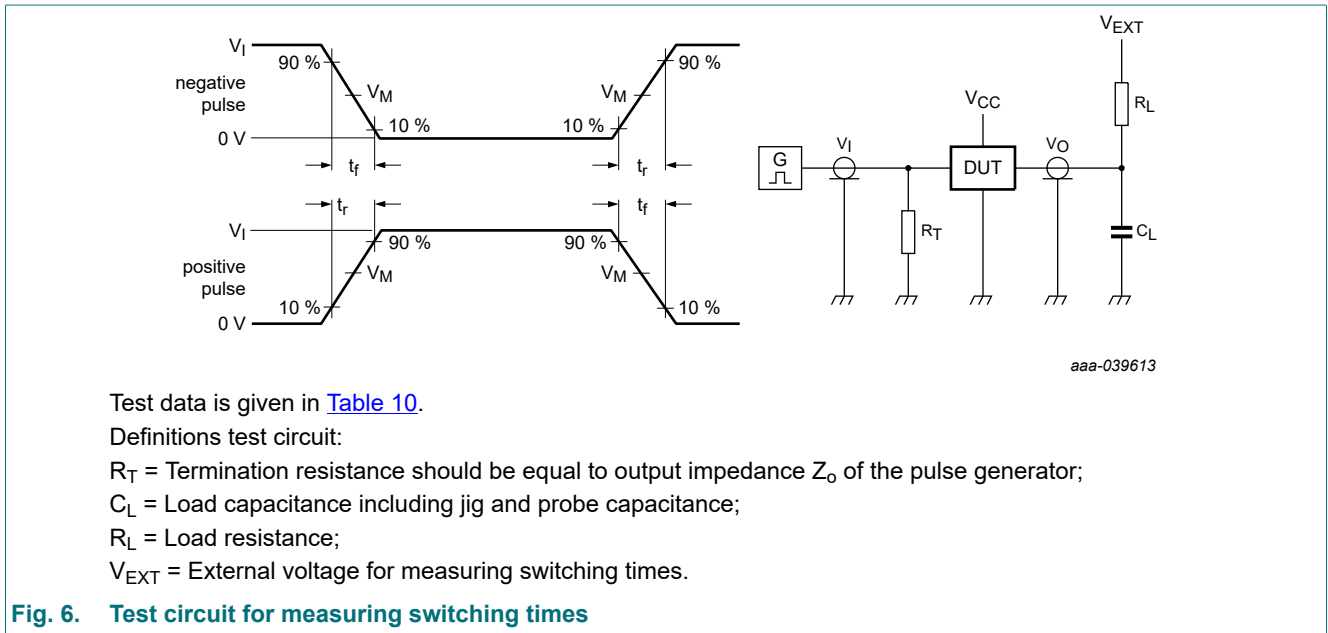 V_I
90 %
negative
pulse
V_M
10 %
0 V
t_f
V_M
90 %
10 %
t_r
t_r
V_I
90 %
positive
pulse
V_M
10 %
0 V
t_f
90 %
V_M
10 %
V_EXT
R_L
V_CC
G
V_I
DUT
V_O
R_T
C_L
aaa-039613
Test data is given in Table 10.
Definitions test circuit:
R_T = Termination resistance should be equal to output impedance Z_o of the pulse generator;
C_L = Load capacitance including jig and probe capacitance;
R_L = Load resistance;
V_EXT = External voltage for measuring switching times.
Fig. 6. Test circuit for measuring switching times